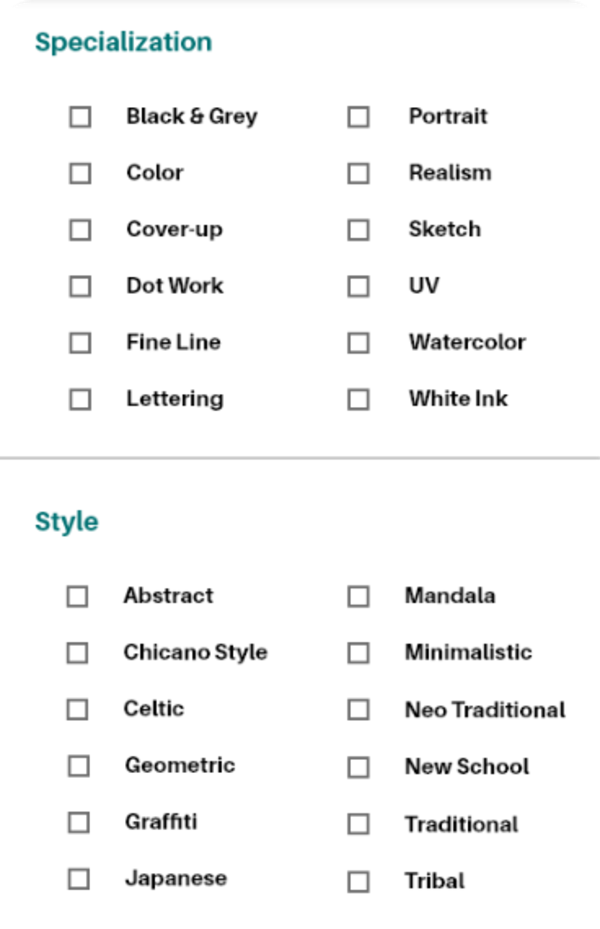 Specialization
Black & Grey
Portrait
Color
Realism
Cover-up
Sketch
Dot Work
UV
Fine Line
Watercolor
Lettering
White Ink
Style
Abstract
Mandala
Chicano Style
Minimalistic
Celtic
Neo Traditional
Geometric
New School
Graffiti
Traditional
Japanese
Tribal